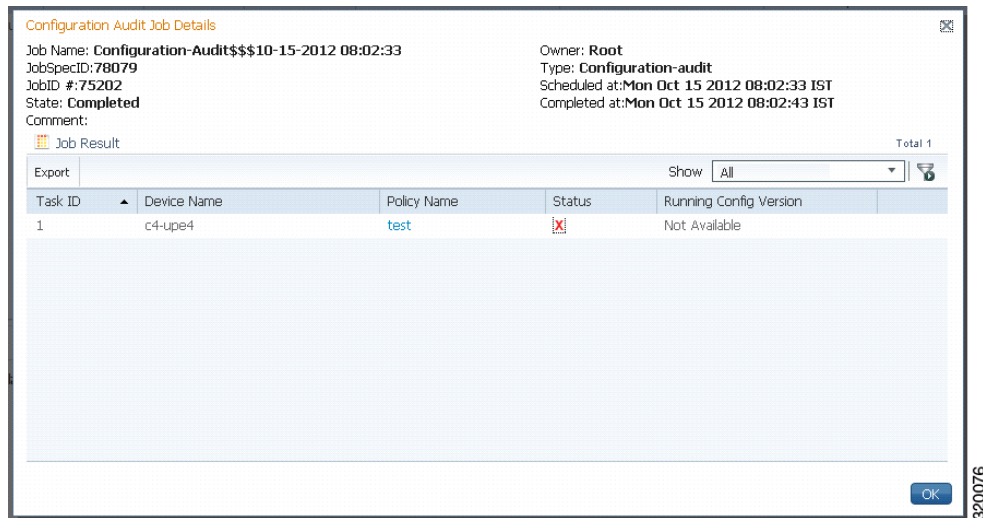 Configuration Audit Job Details
Job Name: Configuration-Audit$$$10-15-2012 08:02:33
Owner: Root
JobSpecID:78079
Type: Configuration-audit
JobID #:75202
Scheduled at:Mon Oct 15 2012 08:02:33 IST
State: Completed
Completed at:Mon Oct 15 2012 08:02:43 IST
Comment:
Job Result
Total 1
Export
Show All
Task ID Device Name Policy Name Status Running Config Version
1 c4-upe4 test X Not Available
OK
320076